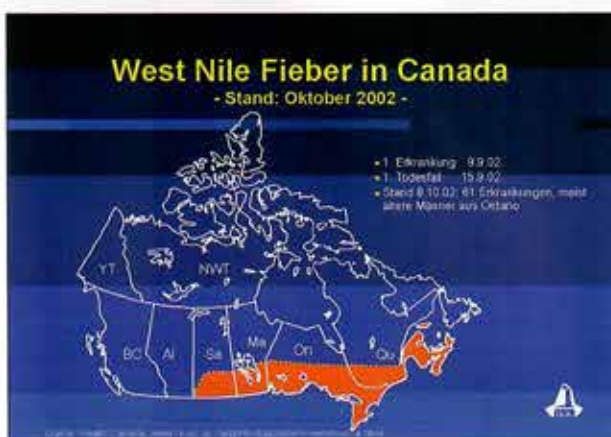 West Nile Fieber in Canada
- Stand: Oktober 2002 -
1. Erkrankung 9.9.02
1. Todesfall 15.9.02
Stand 8.10.02: 61 Erkrankungen, meist
ältere Männer aus Ontario
YT
NWT
BC
Al
Sa
Ma
On
Qu